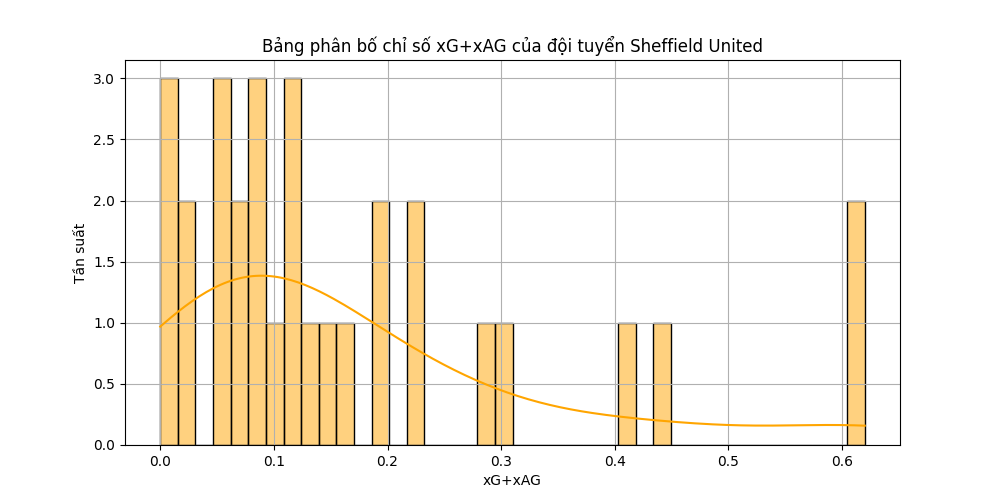 Bảng phân bố chỉ số xG+xAG của đội tuyển Sheffield United
3.0
2.5
2.0
1.5
1.0
0.5
0.0
Tần suất
0.0 0.1 0.2 0.3 0.4 0.5 0.6
xG+xAG